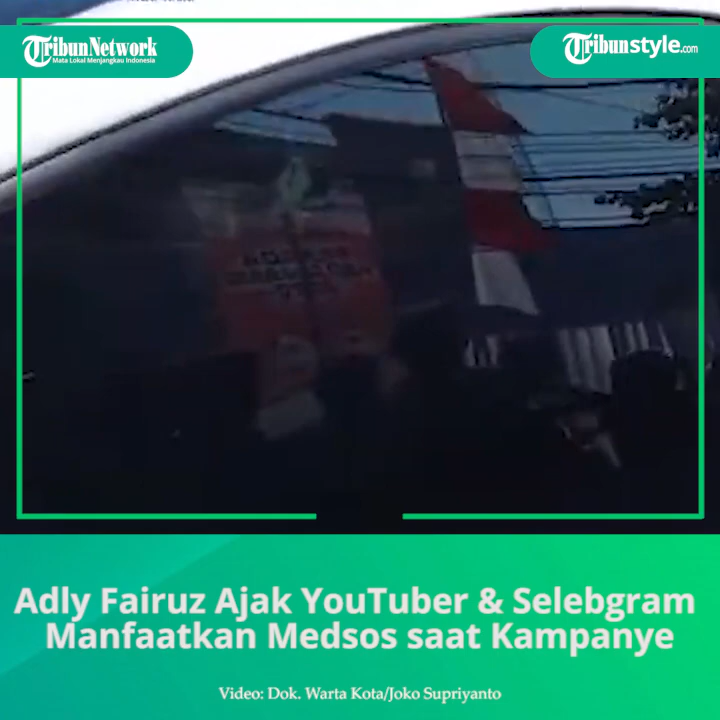 TribunNetwork
Mata Lokal Menjangkau Indonesia
Tribunstyle.com
Adly Fairuz Ajak YouTuber & Selebgram
Manfaatkan Medsos saat Kampanye
Video: Dok. Warta Kota/Joko Supriyanto